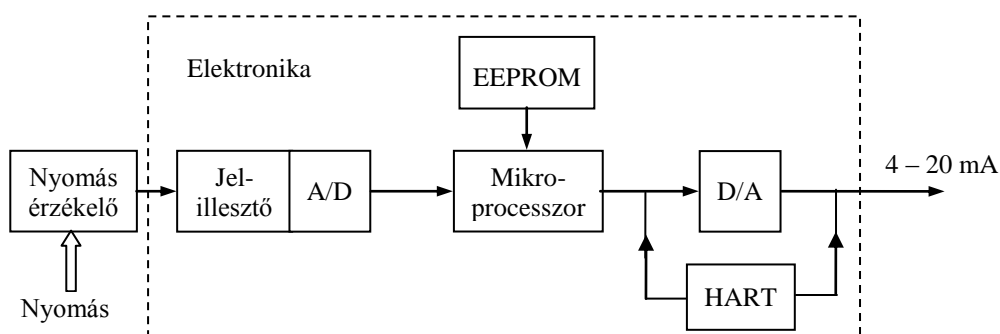 Elektronika
EEPROM
Nyomás
érzékelő
Jel-
illesztő
A/D
Mikro-
processzor
D/A
4 – 20 mA
HART
Nyomás